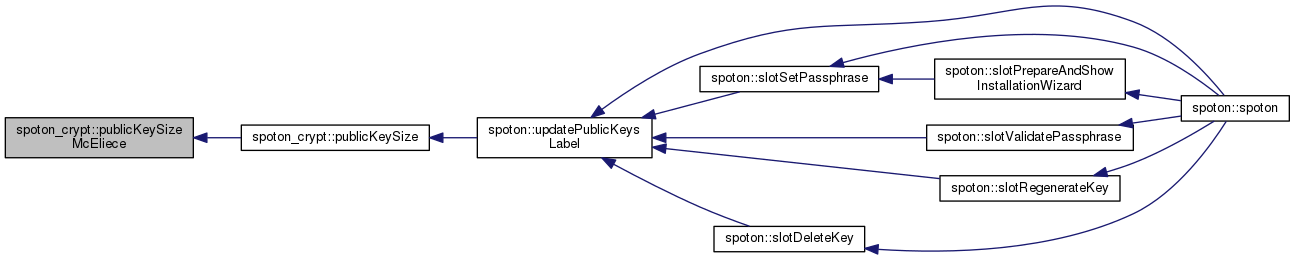 spoton_crypt::publicKeySize
McEliece
spoton_crypt::publicKeySize
spoton::updatePublicKeys
Label
spoton::slotSetPassphrase
spoton::slotPrepareAndShow
InstallationWizard
spoton::slotValidatePassphrase
spoton::slotRegenerateKey
spoton::slotDeleteKey
spoton::spoton